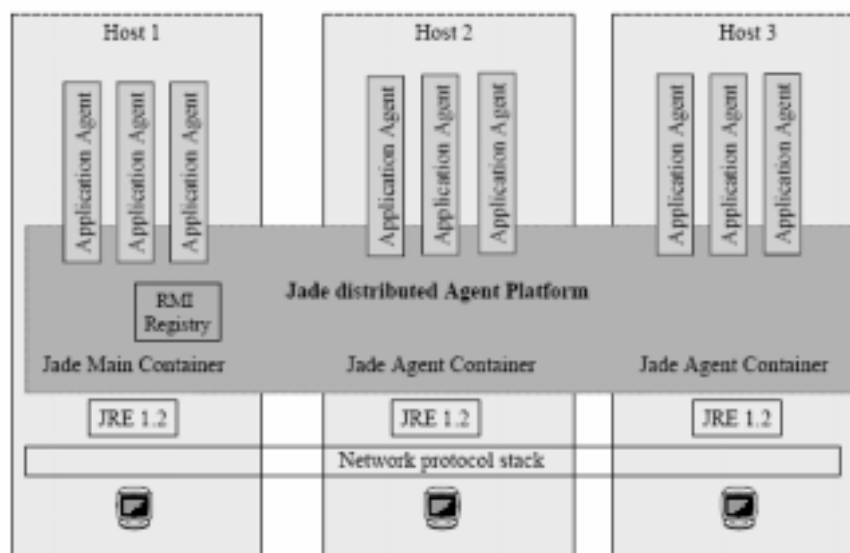 Host 1
Host 2
Host 3
Application Agent
Application Agent
Application Agent
Application Agent
Application Agent
Application Agent
Application Agent
Application Agent
Application Agent
Jade distributed Agent Platform
RMI
Registry
Jade Main Container
Jade Agent Container
Jade Agent Container
JRE 1.2
JRE 1.2
JRE 1.2
Network protocol stack